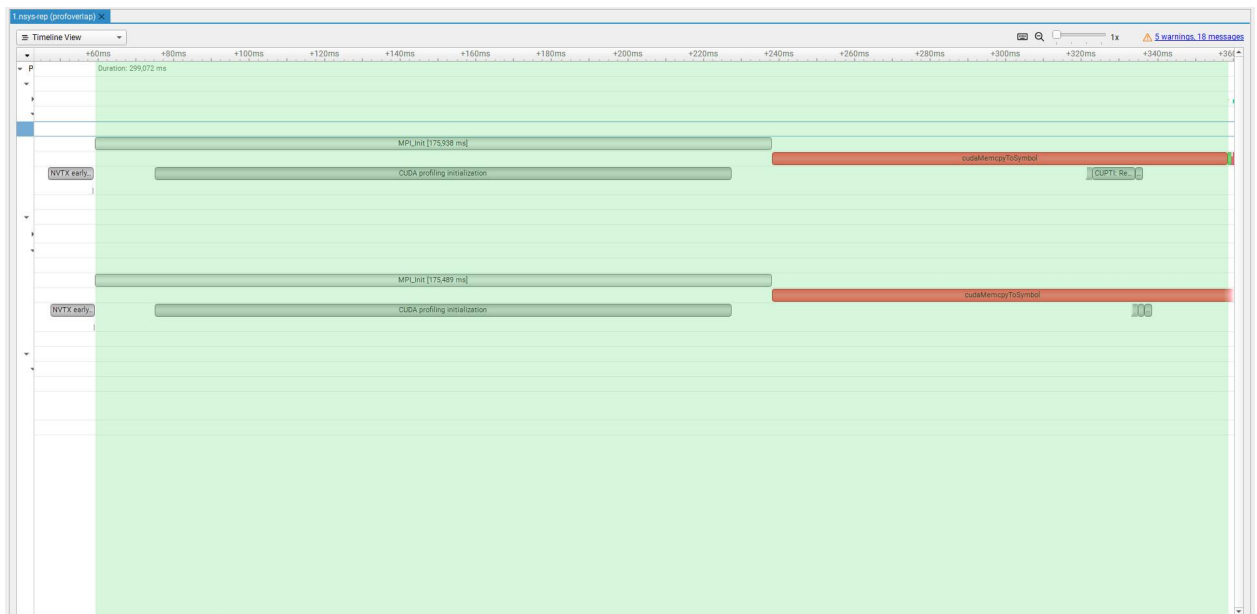 1.nsys-rep (profoverlap) ×
Timeline View
1x
5 warnings, 18 messages
+60ms +80ms +100ms +120ms +140ms +160ms +180ms +200ms +220ms +240ms +260ms +280ms +300ms +320ms +340ms
P
Duration: 299,072 ms
MPI_Init [175,938 ms]
cudaMemcpyToSymbol
NVTX early... CUDA profiling initialization CUPTI: Re...
MPI_Init [175,489 ms]
cudaMemcpyToSymbol
NVTX early... CUDA profiling initialization